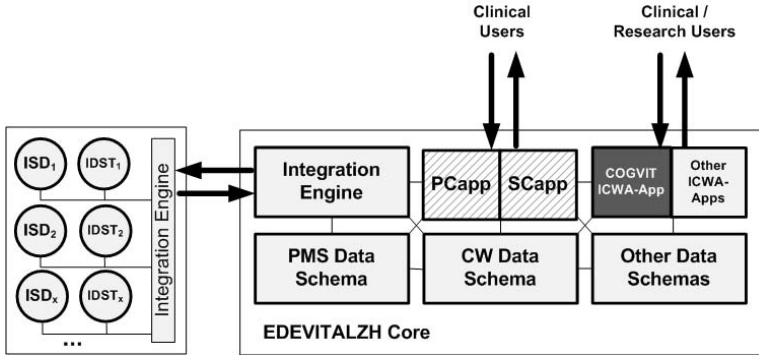 Clinical
Users
Clinical /
Research Users
ISD₁
IDST₁
ISD₂
IDST₂
ISDₓ
IDSTₓ
...
Integration Engine
Integration
Engine
PCapp
SCapp
COGVIT
ICWA-App
Other
ICWA-
Apps
PMS Data
Schema
CW Data
Schema
Other Data
Schemas
EDEVITALZH Core